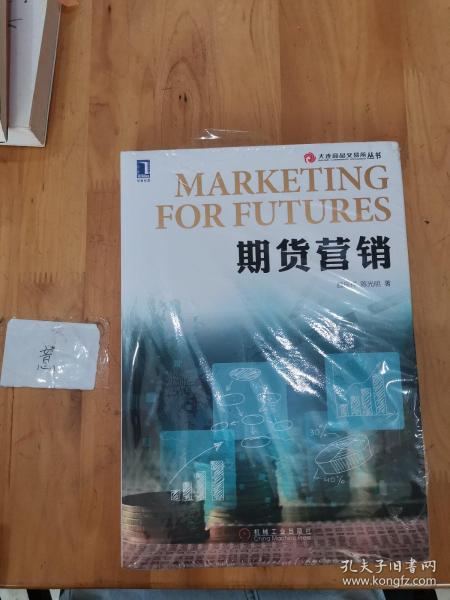 大连商品交易所丛书
MARKETING
FOR FUTURES
期货营销
陈光明 著
30%
40%
机械工业出版社
China Machine Press
孔夫子旧书网
www.kongfz.com